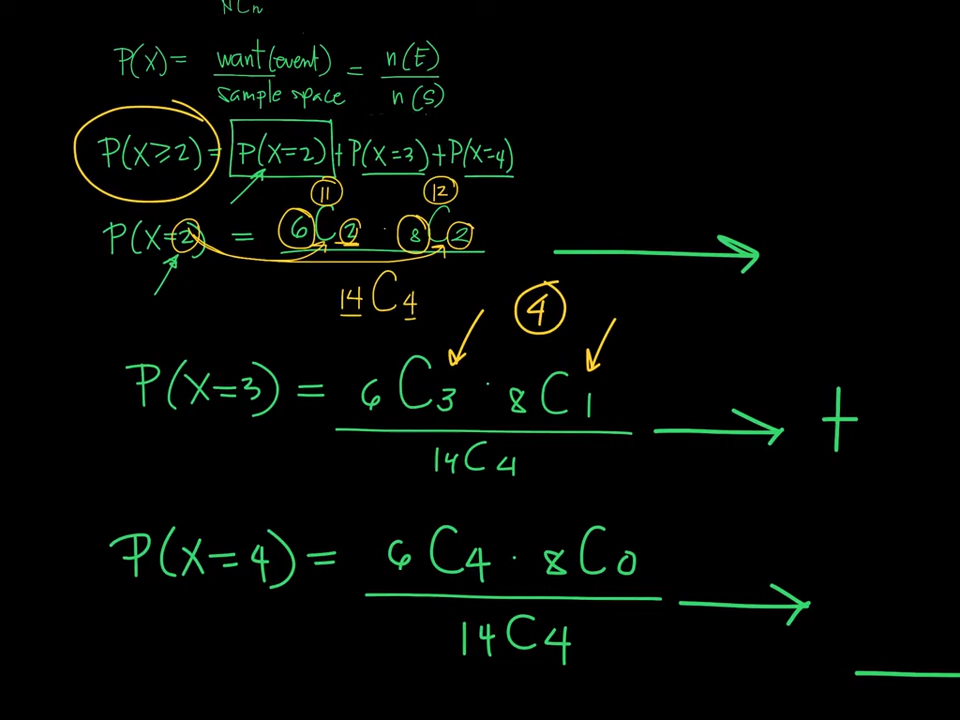 NCn
P(X)= want(event) / sample space = n(E) / n(S)
P(X≥2)= P(X=2)+P(X=3)+P(X=4)
11 12
P(X=2) = 6C2 · 8C2 / 14C4
4
P(X=3) = 6C3 · 8C1 / 14C4 +
P(X=4) = 6C4 · 8C0 / 14C4